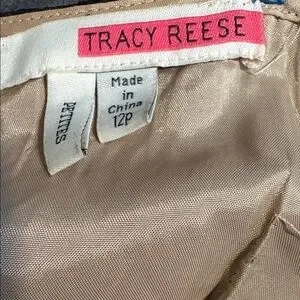 TRACY REESE
PETITES
Made
in
China
12P